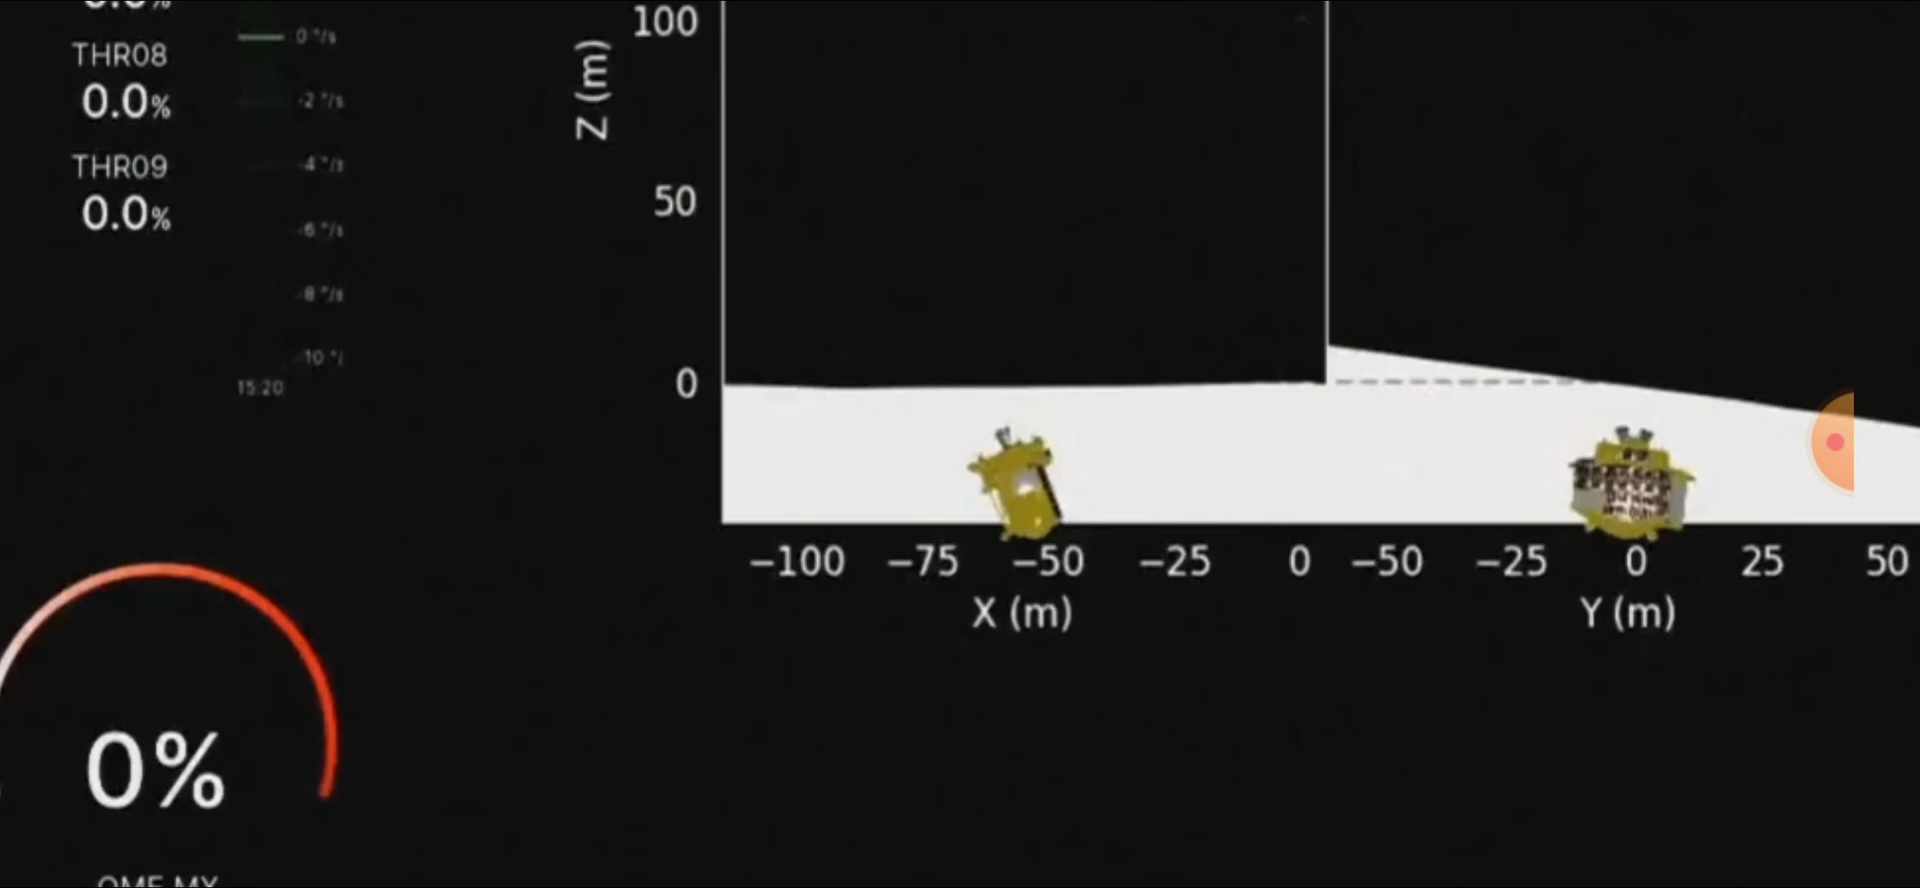 THR08
0.0%
THR09
0.0%
0 °/s
-2 °/s
-4 °/s
-6 °/s
-8 °/s
15:20
0%
Z (m)
100
50
0
−100 −75 −50 −25 0
X (m)
−50 −25 0 25 50
Y (m)